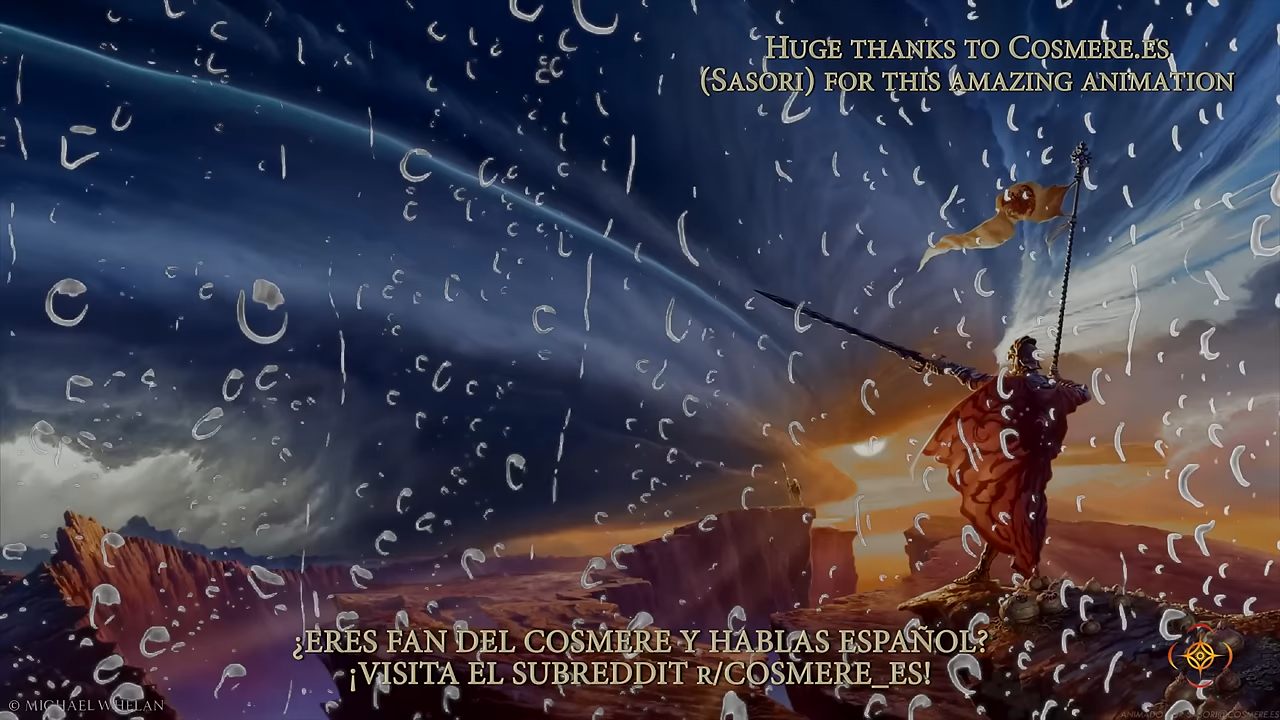 Huge thanks to Cosmere.es
(Sasori) for this amazing animation
¿ERES FAN DEL COSMERE Y HABLAS ESPAÑOL?
¡VISITA EL SUBREDDIT r/COSMERE_ES!
© MICHAEL WHELAN